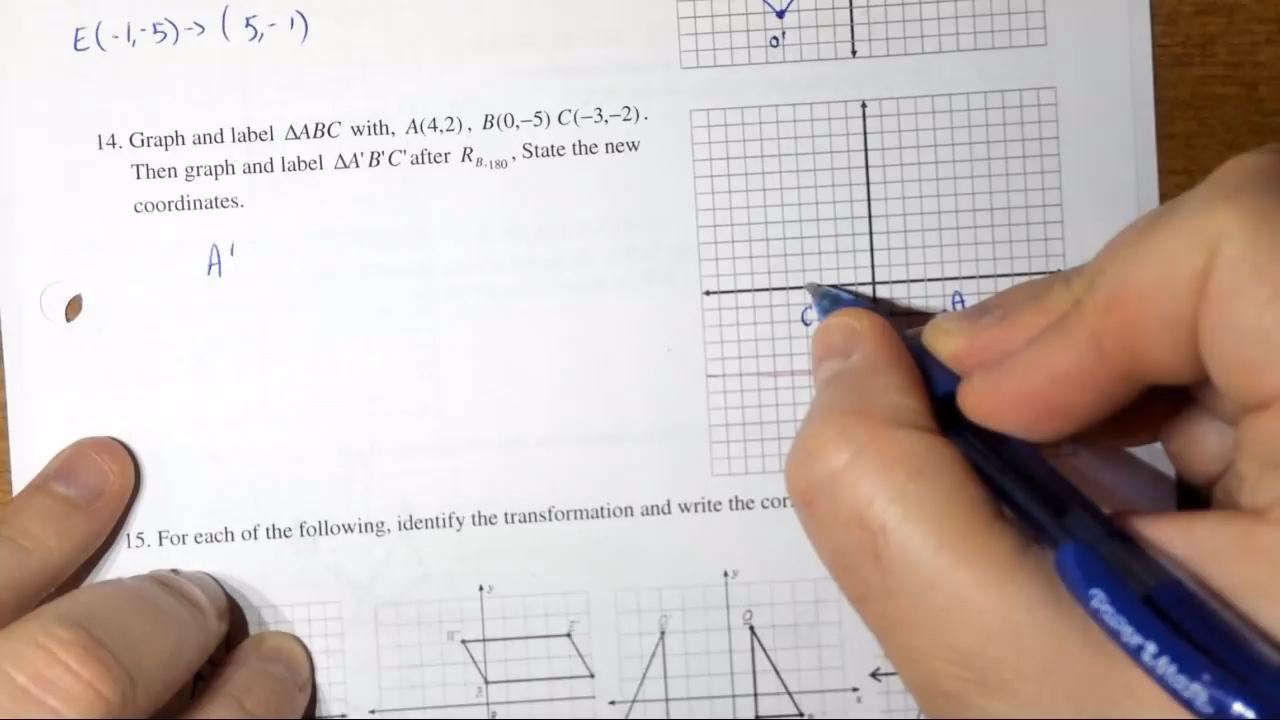 E(-1,-5)-> (5,-1)
O'
14. Graph and label ΔABC with, A(4,2), B(0,−5) C(−3,−2).
Then graph and label ΔA'B'C' after R_{B,180}, State the new
coordinates.
A'
C
A
15. For each of the following, identify the transformation and write the
y
y
Q
x
PaperMate